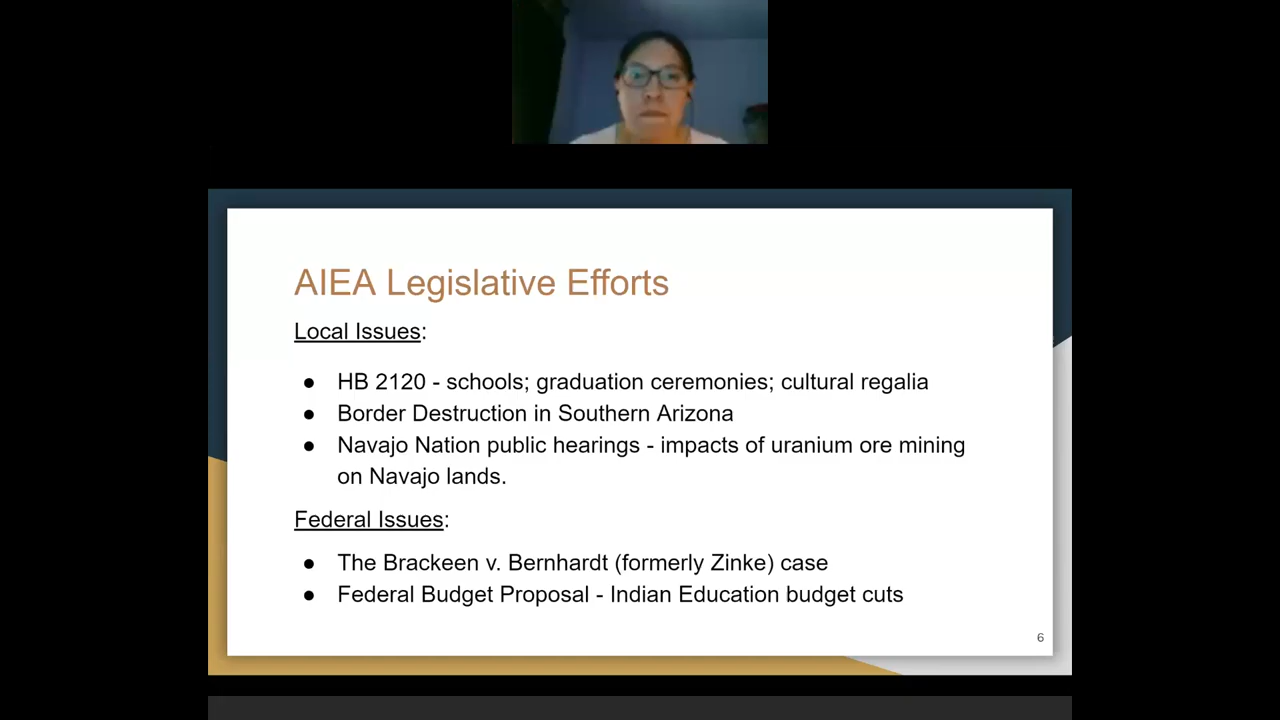 AIEA Legislative Efforts
Local Issues:
● HB 2120 - schools; graduation ceremonies; cultural regalia
● Border Destruction in Southern Arizona
● Navajo Nation public hearings - impacts of uranium ore mining
on Navajo lands.
Federal Issues:
● The Brackeen v. Bernhardt (formerly Zinke) case
● Federal Budget Proposal - Indian Education budget cuts
6